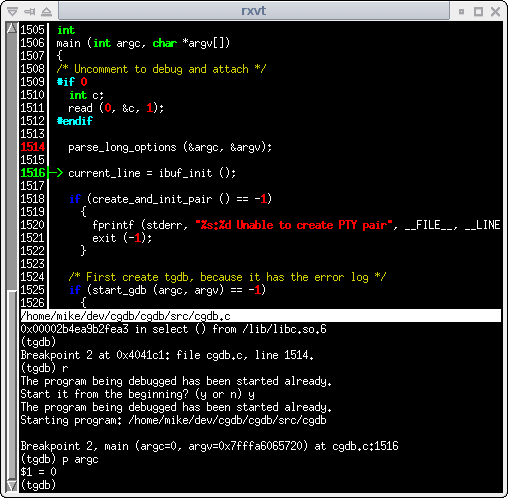 rxvt
1505 int
1506 main (int argc, char *argv[])
1507 {
1508 /* Uncomment to debug and attach */
1509 #if 0
1510   int c;
1511   read (0, &c, 1);
1512 #endif
1513
1514   parse_long_options (&argc, &argv);
1515
1516   current_line = ibuf_init ();
1517
1518   if (create_and_init_pair () == -1)
1519     {
1520       fprintf (stderr, "%s:%d Unable to create PTY pair", __FILE__, __LINE
1521       exit (-1);
1522     }
1523
1524   /* First create tgdb, because it has the error log */
1525   if (start_gdb (argc, argv) == -1)
1526     {
/home/mike/dev/cgdb/cgdb/src/cgdb.c
0x00002b4ea9b2fea3 in select () from /lib/libc.so.6
(tgdb)
Breakpoint 2 at 0x4041c1: file cgdb.c, line 1514.
(tgdb) r
The program being debugged has been started already.
Start it from the beginning? (y or n) y
The program being debugged has been started already.
Starting program: /home/mike/dev/cgdb/cgdb/src/cgdb
Breakpoint 2, main (argc=0, argv=0x7fffa6065720) at cgdb.c:1516
(tgdb) p argc
$1 = 0
(tgdb)